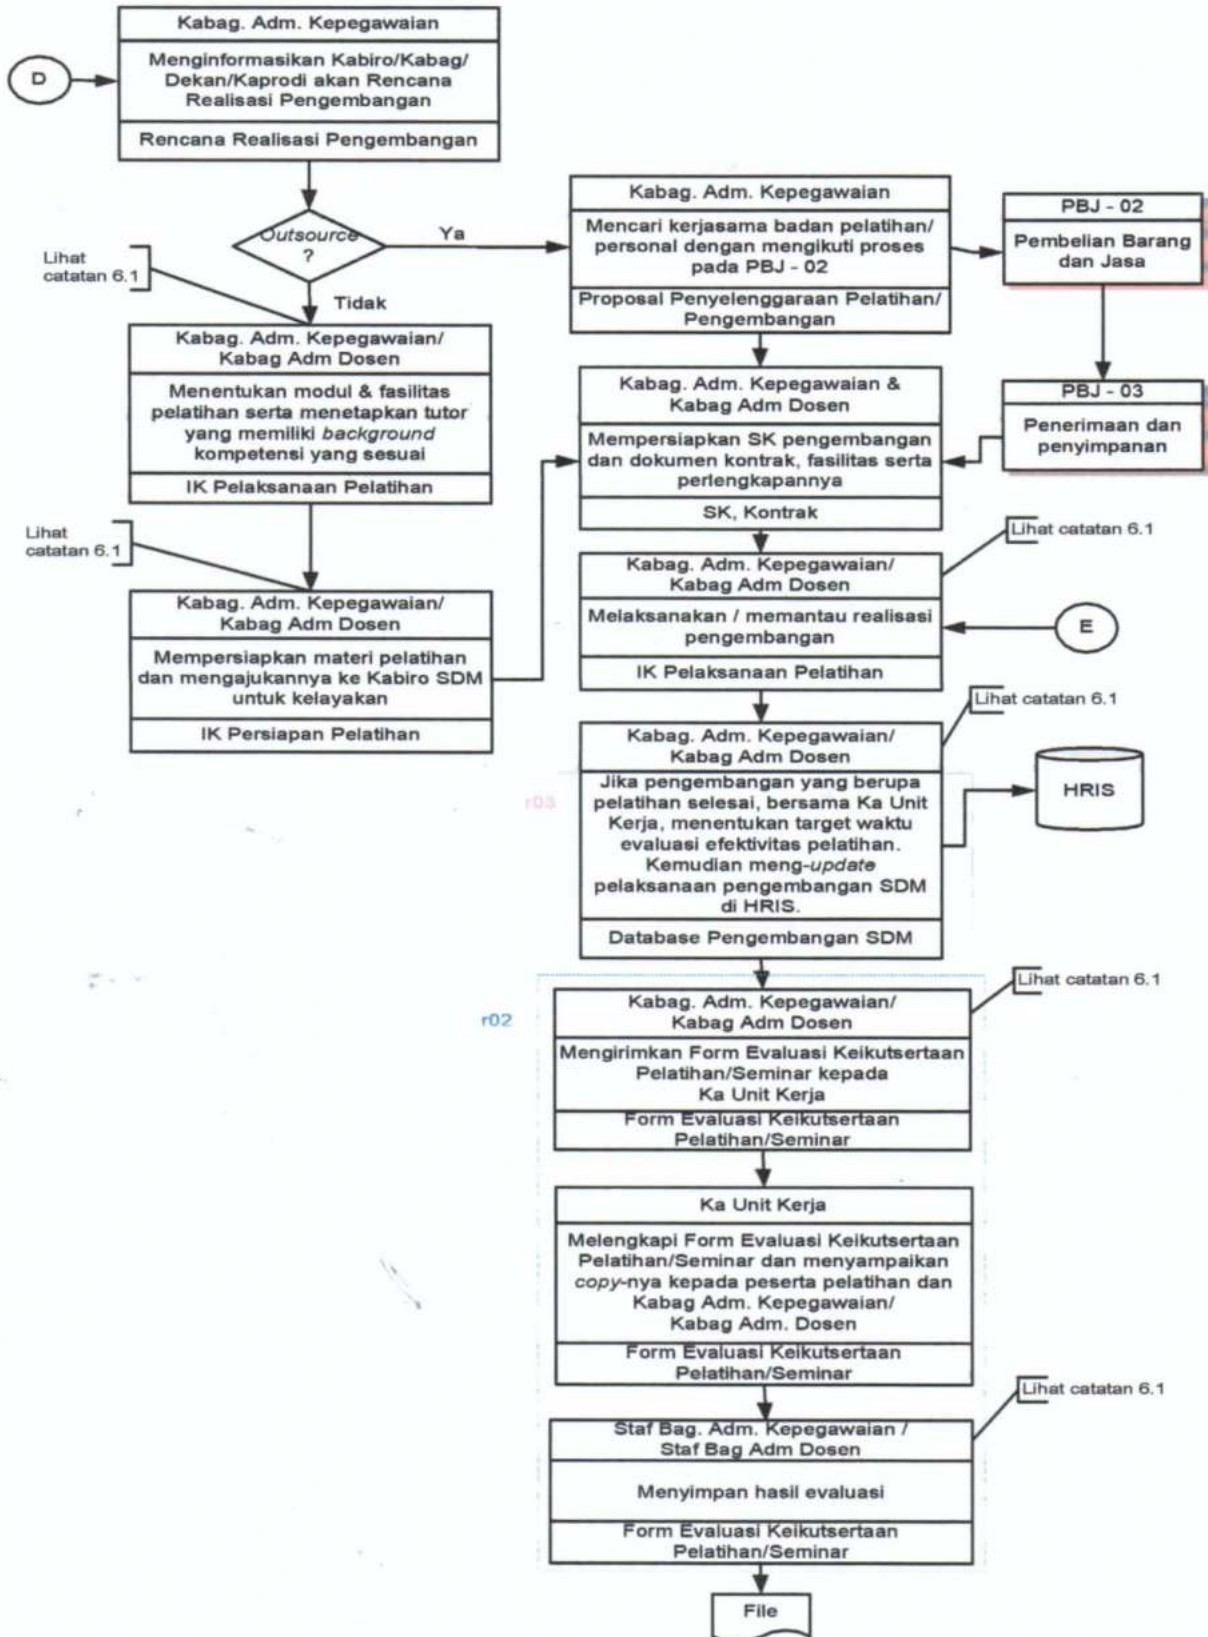 Kabag. Adm. Kepegawaian
D
Menginformasikan Kabiro/Kabag/
Dekan/Kaprodi akan Rencana
Realisasi Pengembangan
Rencana Realisasi Pengembangan
Outsource
?
Ya
Tidak
Lihat
catatan 6.1
Kabag. Adm. Kepegawaian/
Kabag Adm Dosen
Menentukan modul & fasilitas
pelatihan serta menetapkan tutor
yang memiliki background
kompetensi yang sesuai
IK Pelaksanaan Pelatihan
Lihat
catatan 6.1
Kabag. Adm. Kepegawaian/
Kabag Adm Dosen
Mempersiapkan materi pelatihan
dan mengajukannya ke Kabiro SDM
untuk kelayakan
IK Persiapan Pelatihan
Kabag. Adm. Kepegawaian
Mencari kerjasama badan pelatihan/
personal dengan mengikuti proses
pada PBJ - 02
Proposal Penyelenggaraan Pelatihan/
Pengembangan
PBJ - 02
Pembelian Barang
dan Jasa
PBJ - 03
Penerimaan dan
penyimpanan
Kabag. Adm. Kepegawaian &
Kabag Adm Dosen
Mempersiapkan SK pengembangan
dan dokumen kontrak, fasilitas serta
perlengkapannya
SK, Kontrak
Lihat catatan 6.1
Kabag. Adm. Kepegawaian/
Kabag Adm Dosen
Melaksanakan / memantau realisasi
pengembangan
E
IK Pelaksanaan Pelatihan
Lihat catatan 6.1
Kabag. Adm. Kepegawaian/
Kabag Adm Dosen
r03
Jika pengembangan yang berupa
pelatihan selesai, bersama Ka Unit
Kerja, menentukan target waktu
evaluasi efektivitas pelatihan.
Kemudian meng-update
pelaksanaan pengembangan SDM
di HRIS.
HRIS
Database Pengembangan SDM
Lihat catatan 6.1
r02
Kabag. Adm. Kepegawaian/
Kabag Adm Dosen
Mengirimkan Form Evaluasi Keikutsertaan
Pelatihan/Seminar kepada
Ka Unit Kerja
Form Evaluasi Keikutsertaan
Pelatihan/Seminar
Ka Unit Kerja
Melengkapi Form Evaluasi Keikutsertaan
Pelatihan/Seminar dan menyampaikan
copy-nya kepada peserta pelatihan dan
Kabag Adm. Kepegawaian/
Kabag Adm. Dosen
Form Evaluasi Keikutsertaan
Pelatihan/Seminar
Lihat catatan 6.1
Staf Bag. Adm. Kepegawaian /
Staf Bag Adm Dosen
Menyimpan hasil evaluasi
Form Evaluasi Keikutsertaan
Pelatihan/Seminar
File